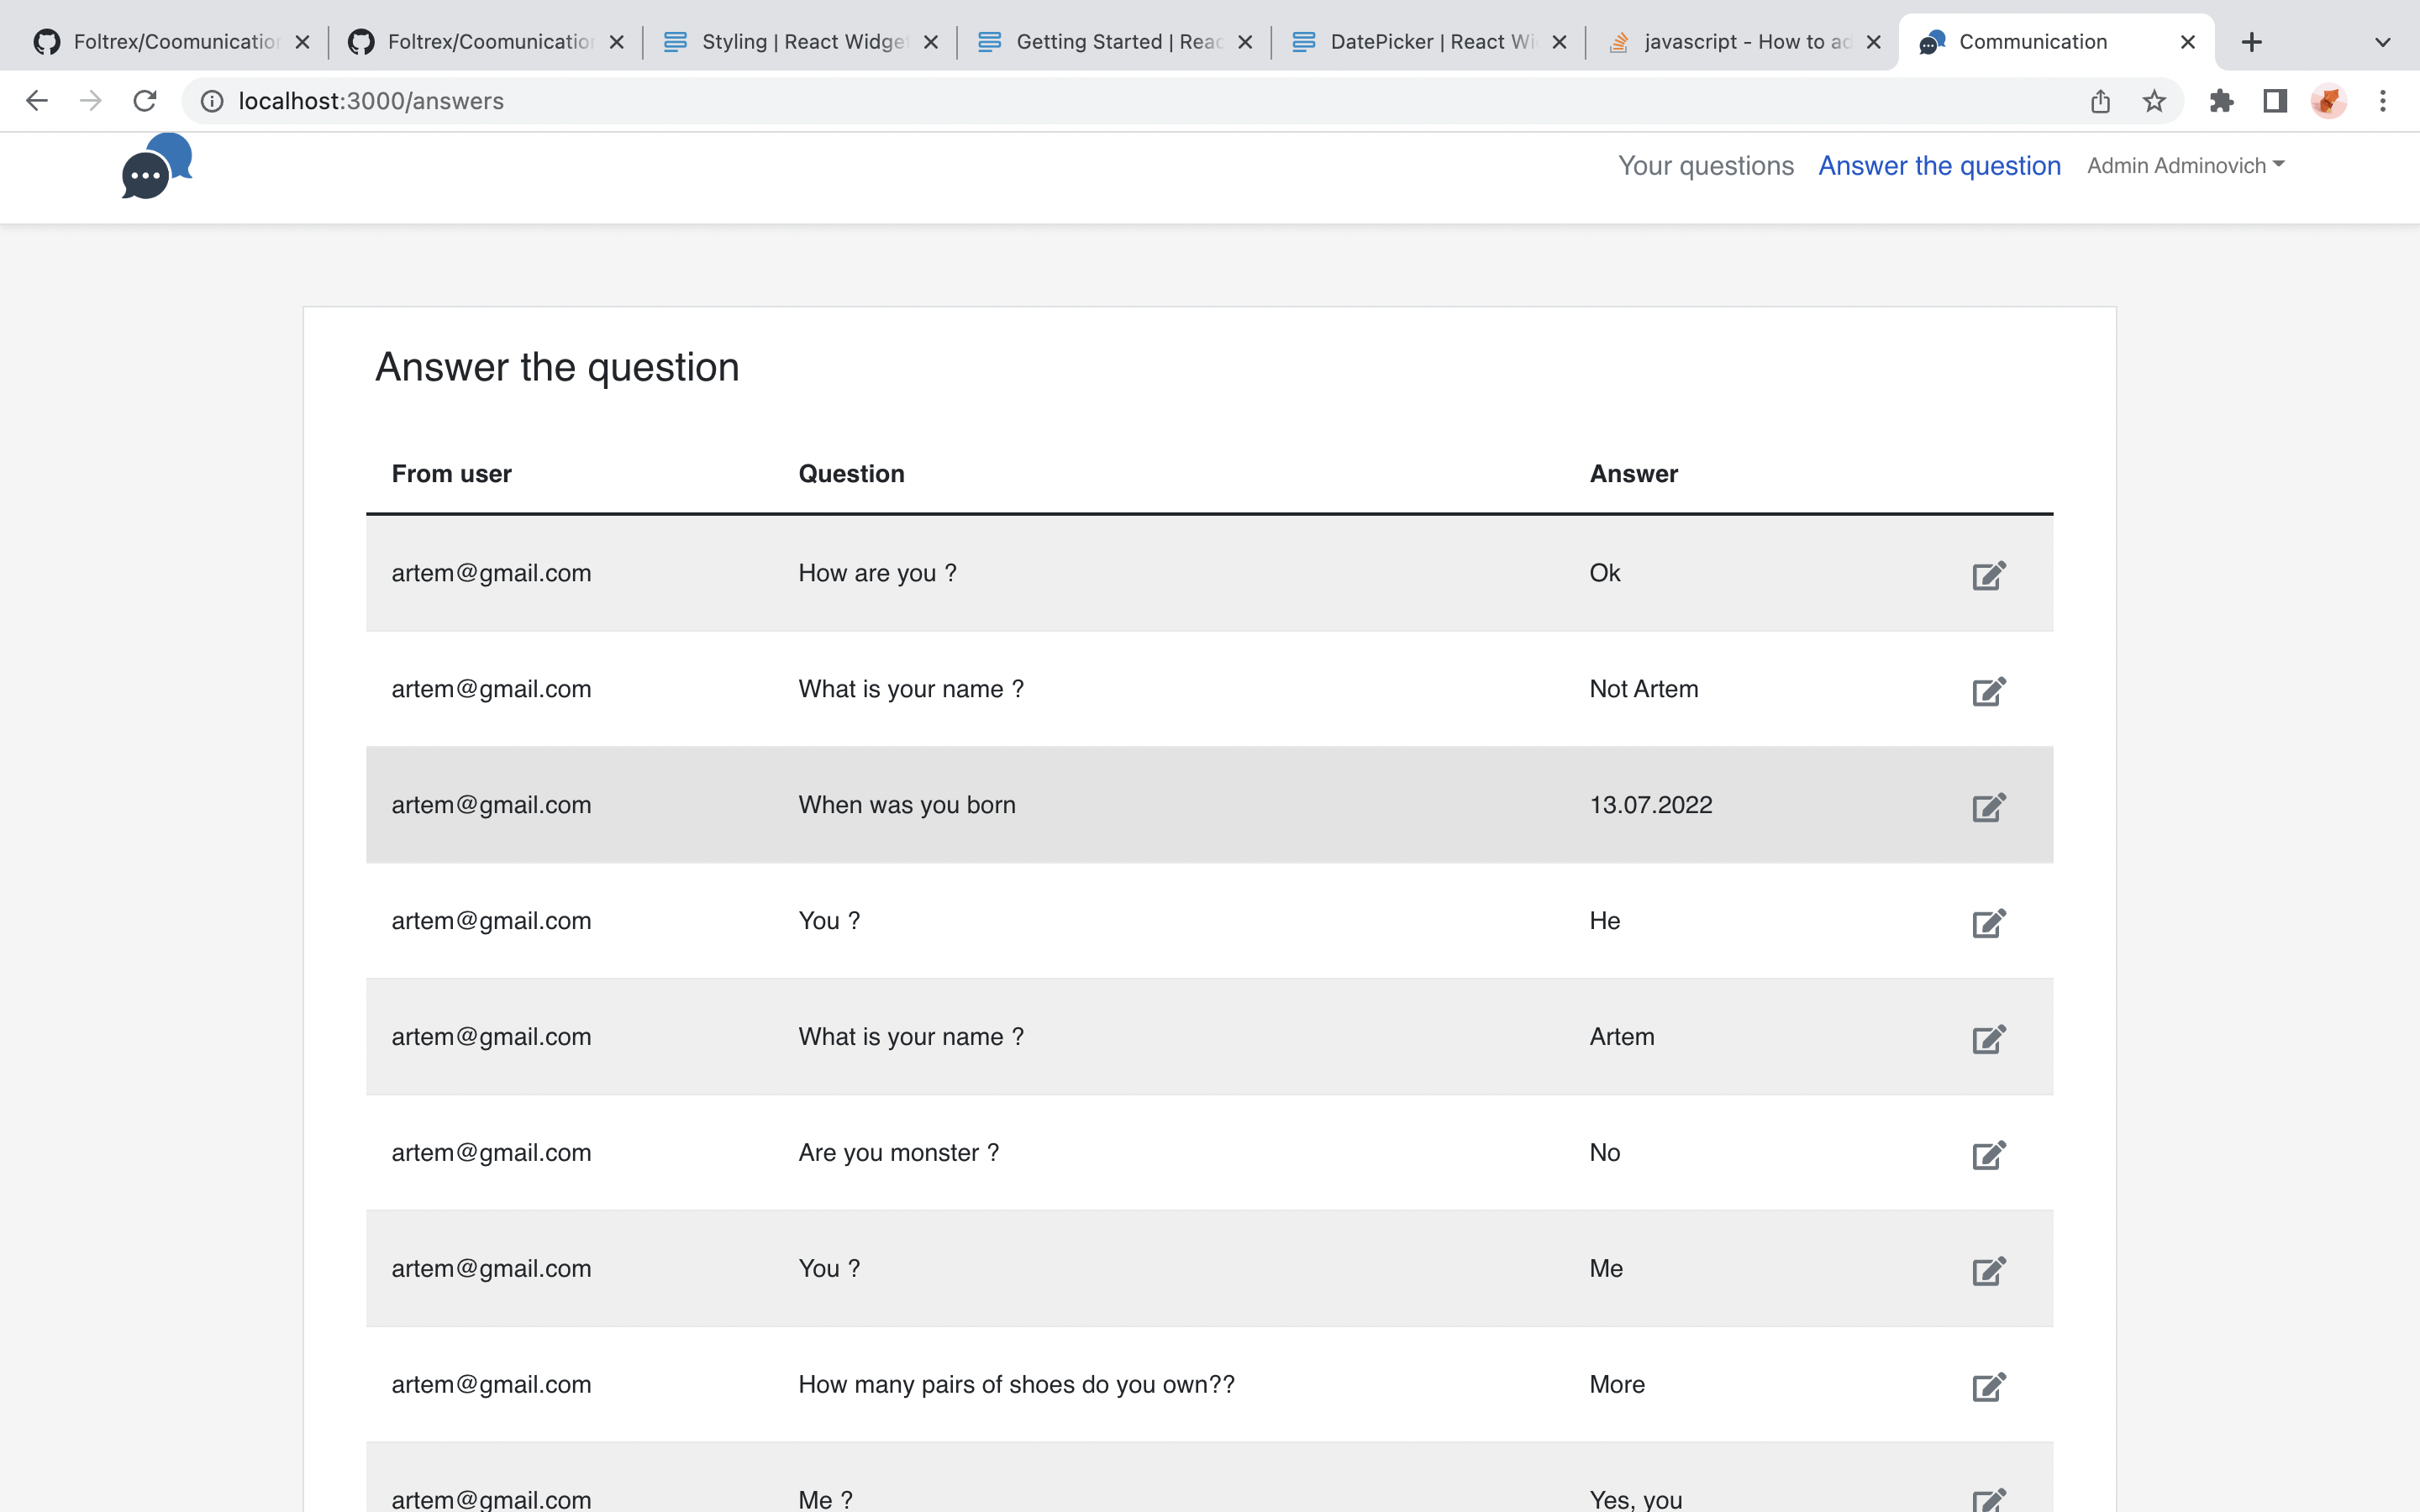 Foltrex/Coomunication Foltrex/Coomunication Styling | React Widge Getting Started | Reac DatePicker | React Wi javascript - How to ad Communication
localhost:3000/answers
Your questions Answer the question Admin Adminovich
Answer the question
From user Question Answer
artem@gmail.com How are you ? Ok
artem@gmail.com What is your name ? Not Artem
artem@gmail.com When was you born 13.07.2022
artem@gmail.com You ? He
artem@gmail.com What is your name ? Artem
artem@gmail.com Are you monster ? No
artem@gmail.com You ? Me
artem@gmail.com How many pairs of shoes do you own?? More
artem@gmail.com Me ? Yes, you